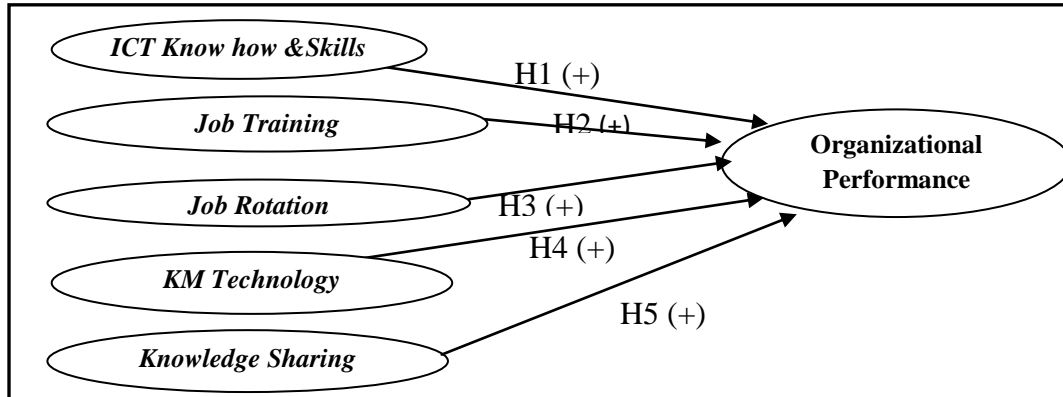 ICT Know how &Skills
H1 (+)
Job Training
H2 (+)
Organizational
Performance
Job Rotation
H3 (+)
KM Technology
H4 (+)
H5 (+)
Knowledge Sharing